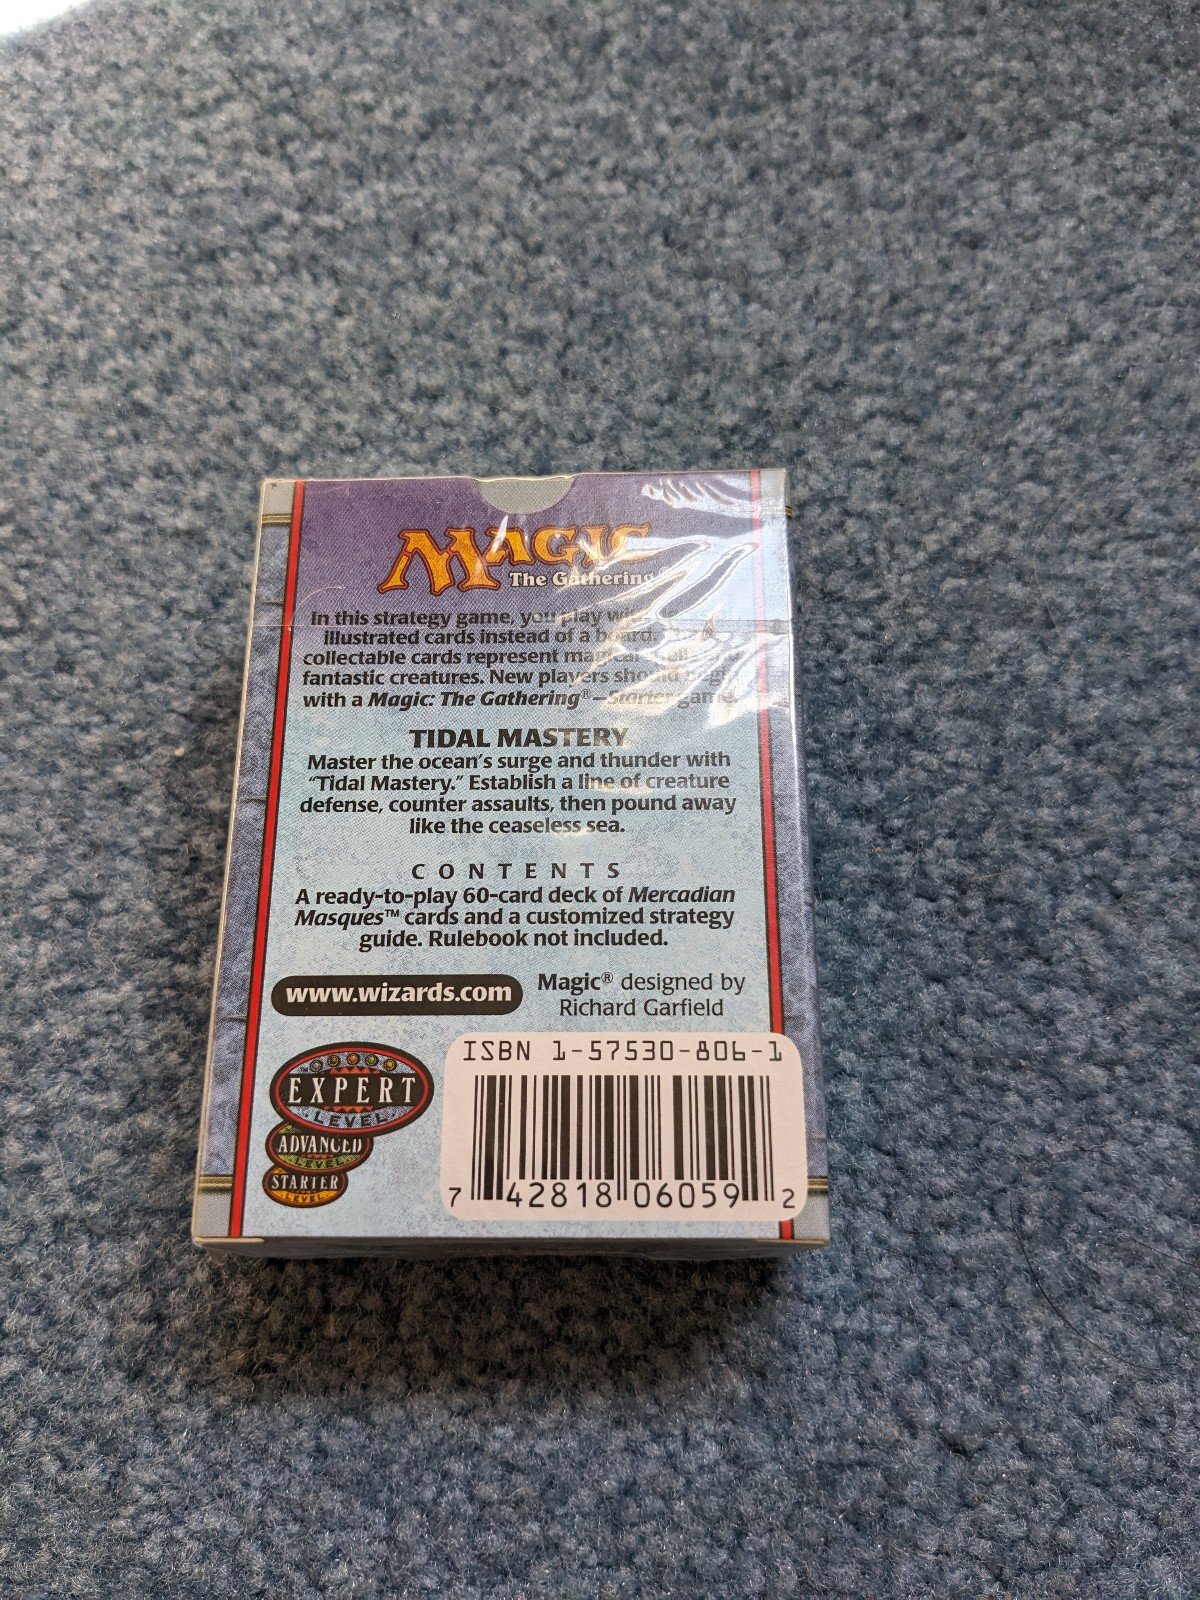 MAGIC
The Gathering
In this strategy game, you play
illustrated cards instead of a board.
collectable cards represent magical
fantastic creatures. New players should begin
with a Magic: The Gathering® –Starter game.
TIDAL MASTERY
Master the ocean's surge and thunder with
"Tidal Mastery." Establish a line of creature
defense, counter assaults, then pound away
like the ceaseless sea.
CONTENTS
A ready-to-play 60-card deck of Mercadian
Masques™ cards and a customized strategy
guide. Rulebook not included.
www.wizards.com
Magic® designed by
Richard Garfield
EXPERT
LEVEL
ADVANCED
LEVEL
STARTER
LEVEL
ISBN 1-57530-806-1
7 42818 06059 2